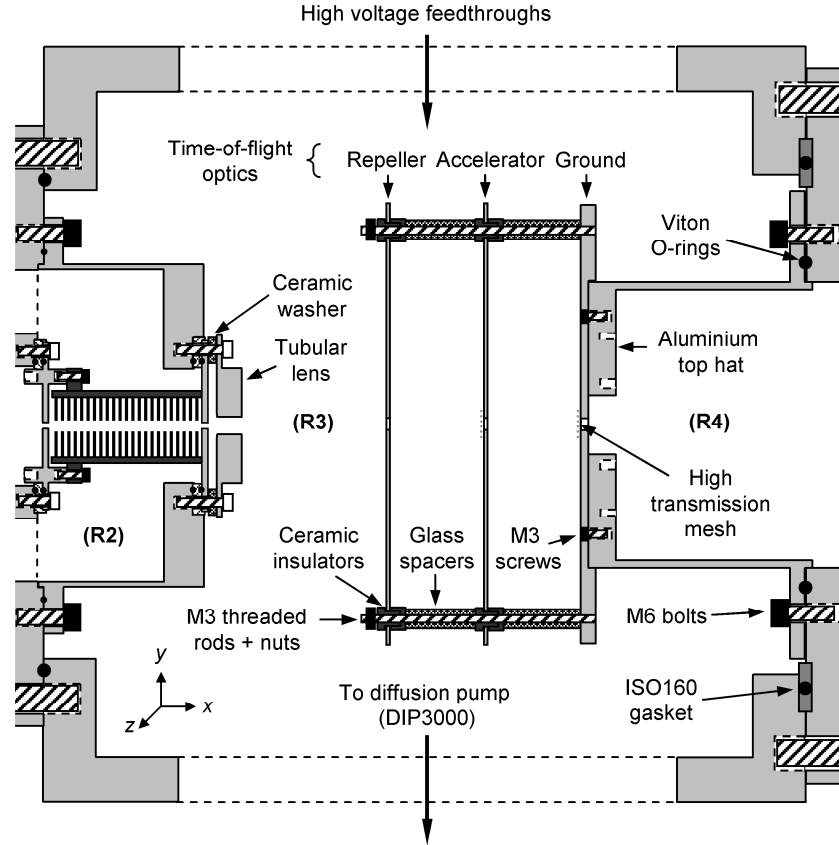 High voltage feedthroughs
Time-of-flight
optics
{
Repeller
Accelerator
Ground
Viton
O-rings
Ceramic
washer
Tubular
lens
Aluminium
top hat
(R3)
(R4)
High
transmission
mesh
(R2)
Ceramic
insulators
Glass
spacers
M3
screws
M3 threaded
rods + nuts
M6 bolts
y
x
z
To diffusion pump
(DIP3000)
ISO160
gasket